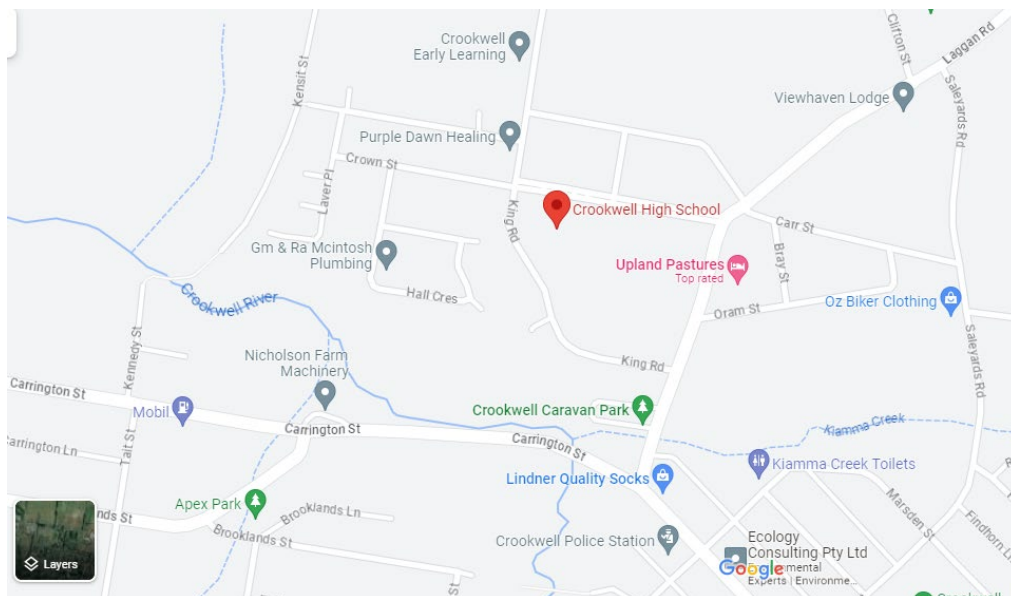 Clifton St
Laggan Rd
Crookwell
Early Learning
Kensit St
Viewhaven Lodge
Saleyards Rd
Purple Dawn Healing
Crown St
Laver Pl
King Rd
Crookwell High School
Carr St
Gm & Ra Mcintosh
Plumbing
Upland Pastures
Top rated
Bray St
Hall Cres
Crookwell River
Oram St
Oz Biker Clothing
Kennedy St
Nicholson Farm
Machinery
King Rd
Saleyards Rd
Carrington St
Mobil
Crookwell Caravan Park
Carrington St
Carrington St
Kiamma Creek
Carrington Ln
Tait St
Lindner Quality Socks
Kiamma Creek Toilets
Apex Park
Brooklands Ln
Marsden St
Findhorn Ln
Brooklands St
Crookwell Police Station
Ecology
Consulting Pty Ltd
Google
Experts | Environme...
Layers